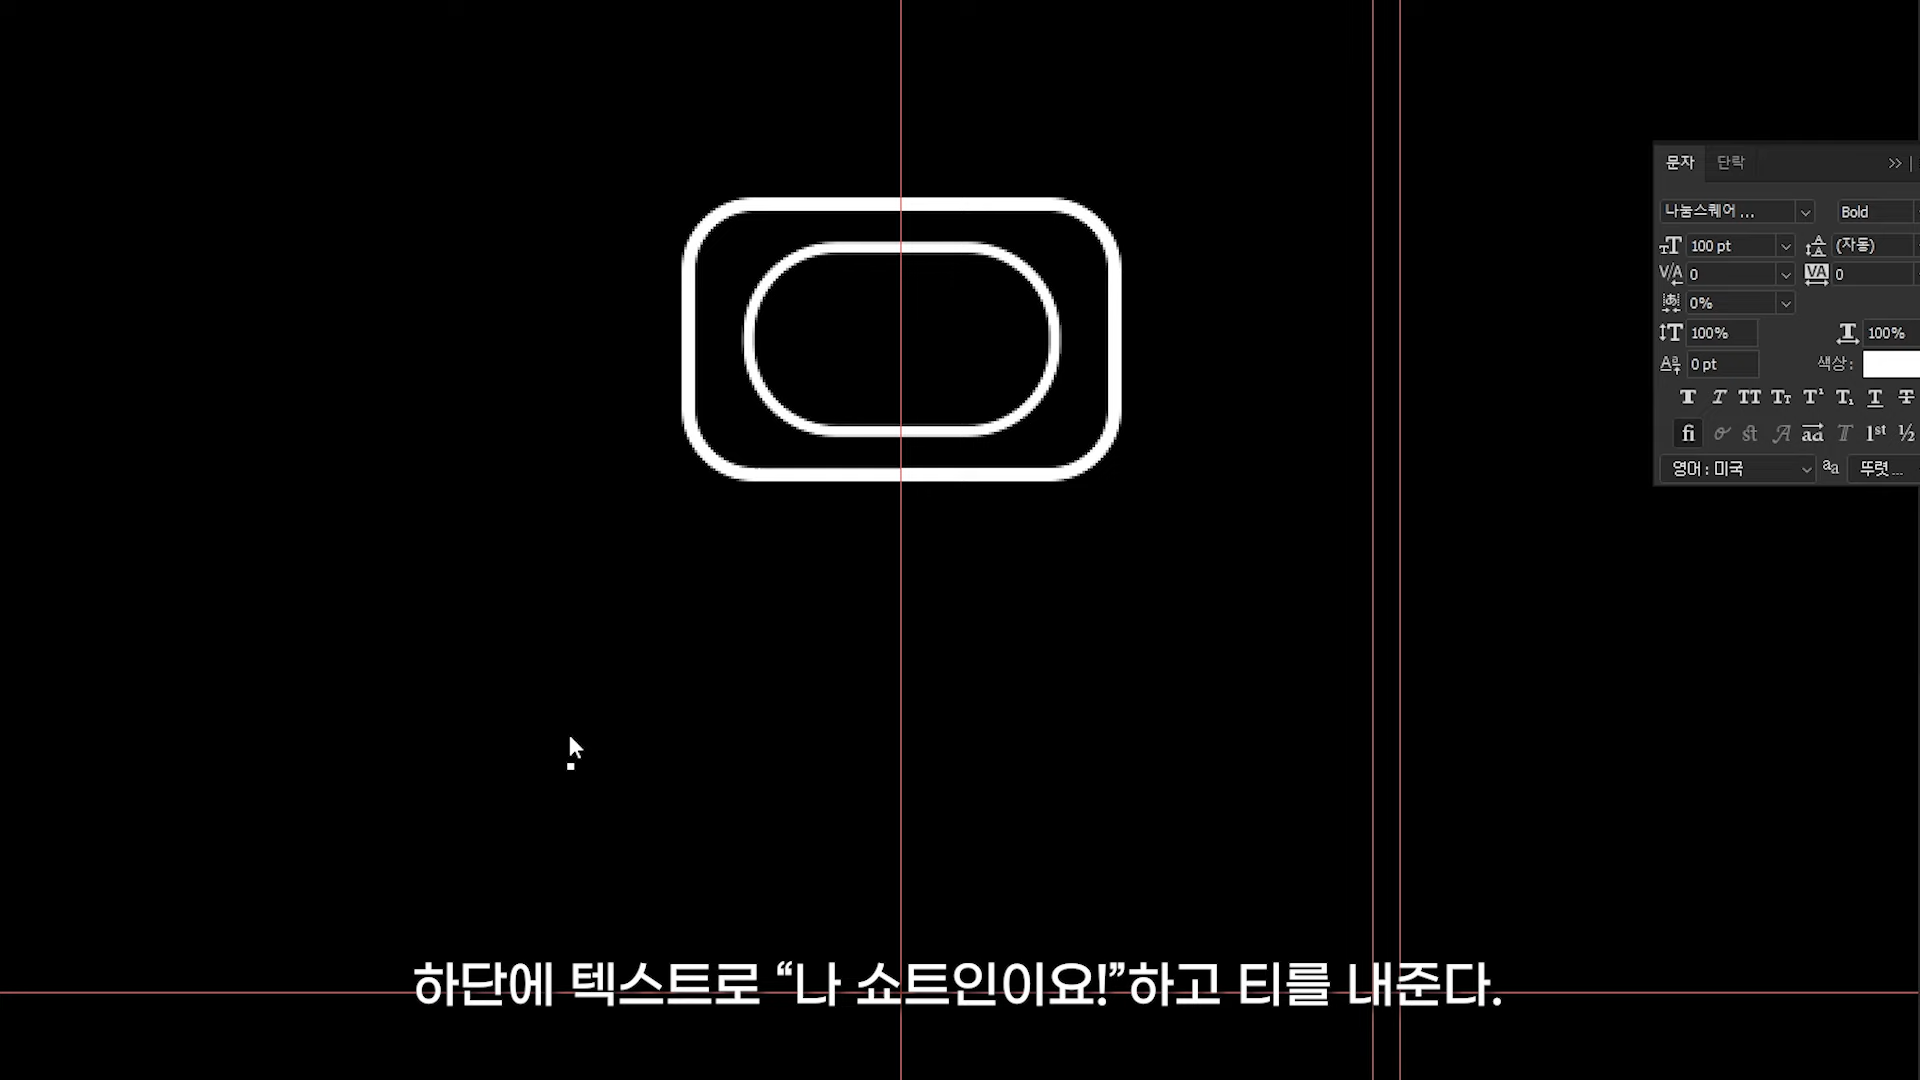 문자 단락
나눔스퀘어 ... Bold
100 pt (자동)
0 0
0%
100% 100%
0 pt 색상:
영어: 미국 aa 뚜렷...
하단에 텍스트로 “나 쇼트인이요!”하고 티를 내준다.